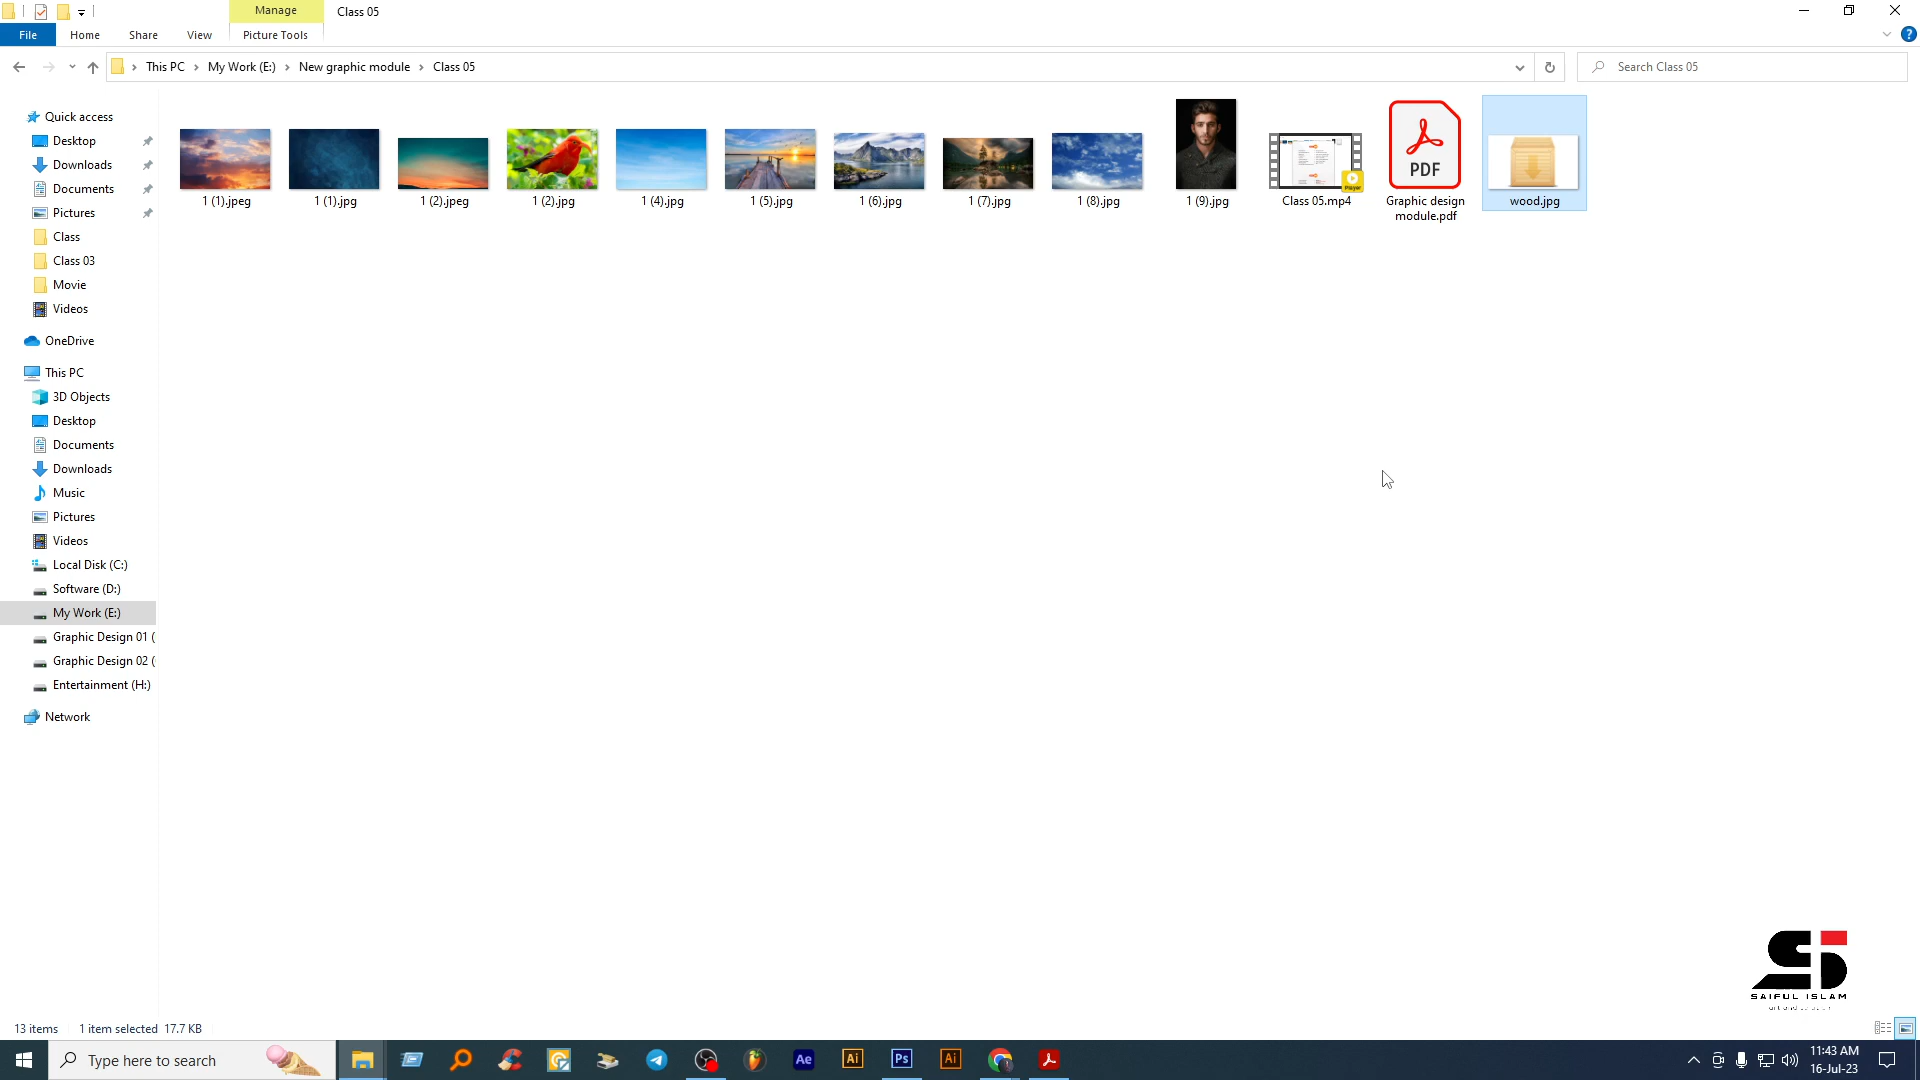 Manage
Class 05
File
Home
Share
View
Picture Tools
This PC
My Work (E:)
New graphic module
Class 05
Search Class 05
Quick access
Desktop
Downloads
Documents
Pictures
Class
Class 03
Movie
Videos
OneDrive
This PC
3D Objects
Desktop
Documents
Downloads
Music
Pictures
Videos
Local Disk (C:)
Software (D:)
My Work (E:)
Graphic Design 01 (
Graphic Design 02 (
Entertainment (H:)
Network
1 (1).jpeg
1 (1).jpg
1 (2).jpeg
1 (2).jpg
1 (4).jpg
1 (5).jpg
1 (6).jpg
1 (7).jpg
1 (8).jpg
1 (9).jpg
Player
Class 05.mp4
PDF
Graphic design
module.pdf
wood.jpg
SAIFUL ISLAM
13 items
1 item selected 17.7 KB
Type here to search
Ae
Ai
Ps
Ai
11:43 AM
16-Jul-23